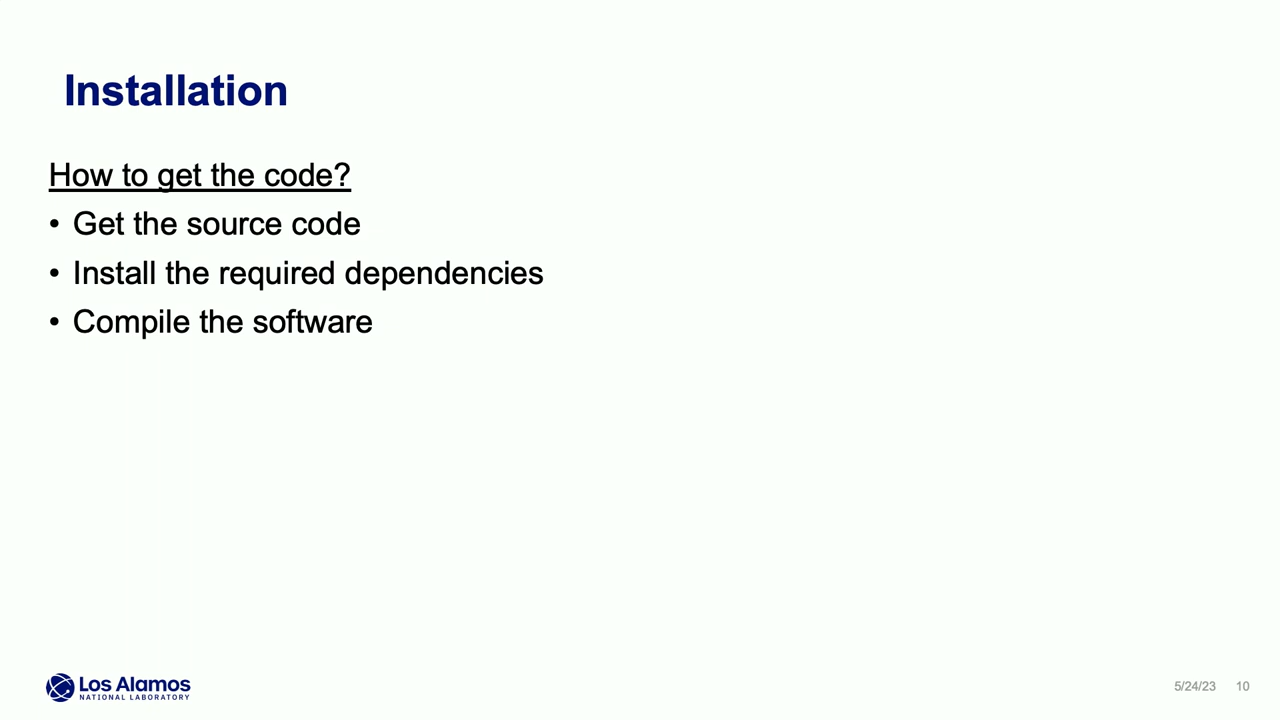 Installation
How to get the code?
• Get the source code
• Install the required dependencies
• Compile the software
Los Alamos
NATIONAL LABORATORY
5/24/23 10